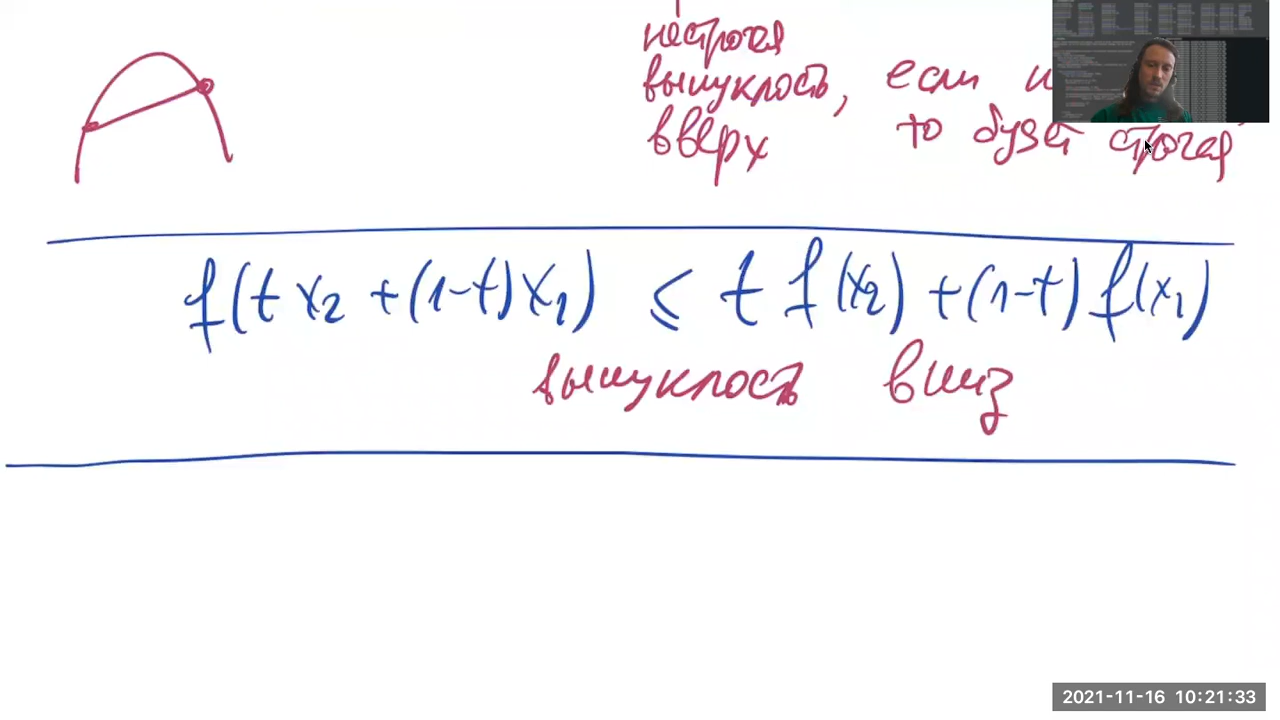 нестрогая
выпуклость, если
вверх то будет строгая
f(t x₂ + (1-t)x₁) ≤ t f(x₂) + (1-t) f(x₁)
выпуклость вниз
2021-11-16 10:21:33